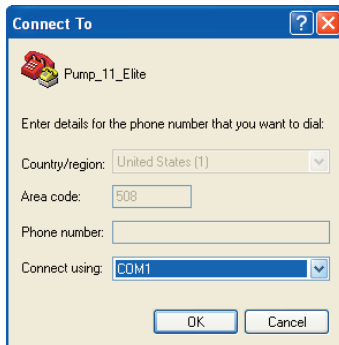 Connect To
Pump_11_Elite
Enter details for the phone number that you want to dial:
Country/region: United States (1)
Area code: 508
Phone number:
Connect using: COM1
OK Cancel